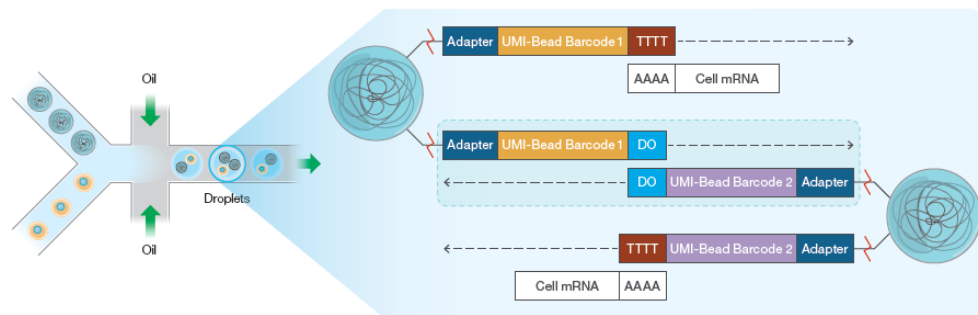 Oil
Droplets
Oil
Adapter UMI-Bead Barcode 1 TTTT
AAAA Cell mRNA
Adapter UMI-Bead Barcode 1 DO
DO UMI-Bead Barcode 2 Adapter
TTTT UMI-Bead Barcode 2 Adapter
Cell mRNA AAAA